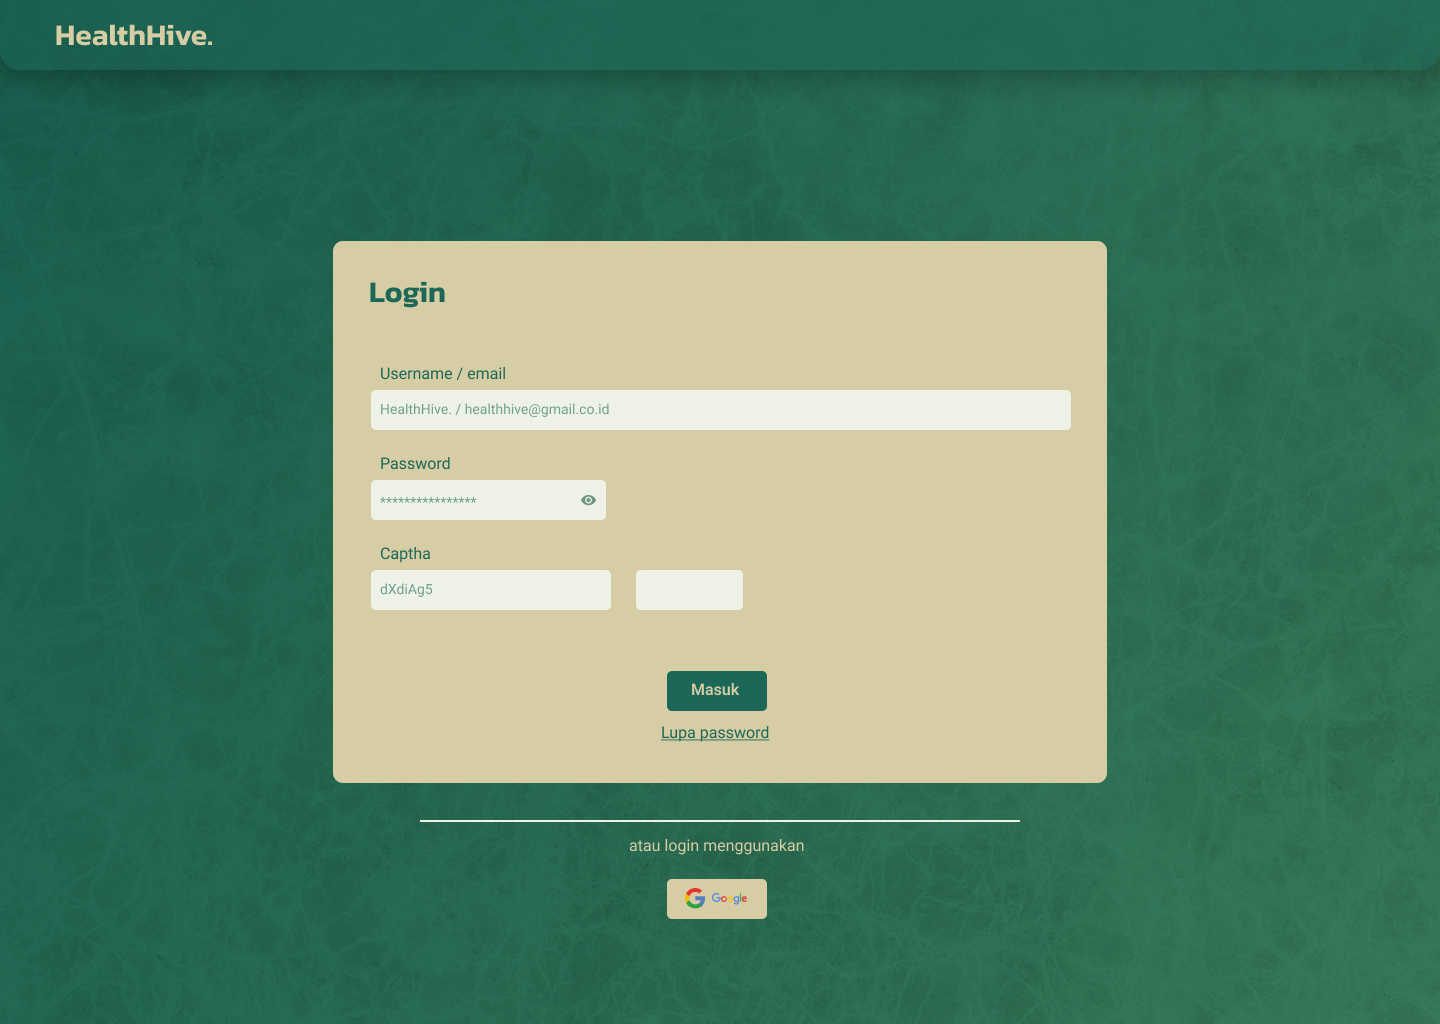 HealthHive.
Login
Username / email
HealthHive. / healthhive@gmail.co.id
Password
****************
Captha
dXdiAg5
Masuk
Lupa password
atau login menggunakan
Google